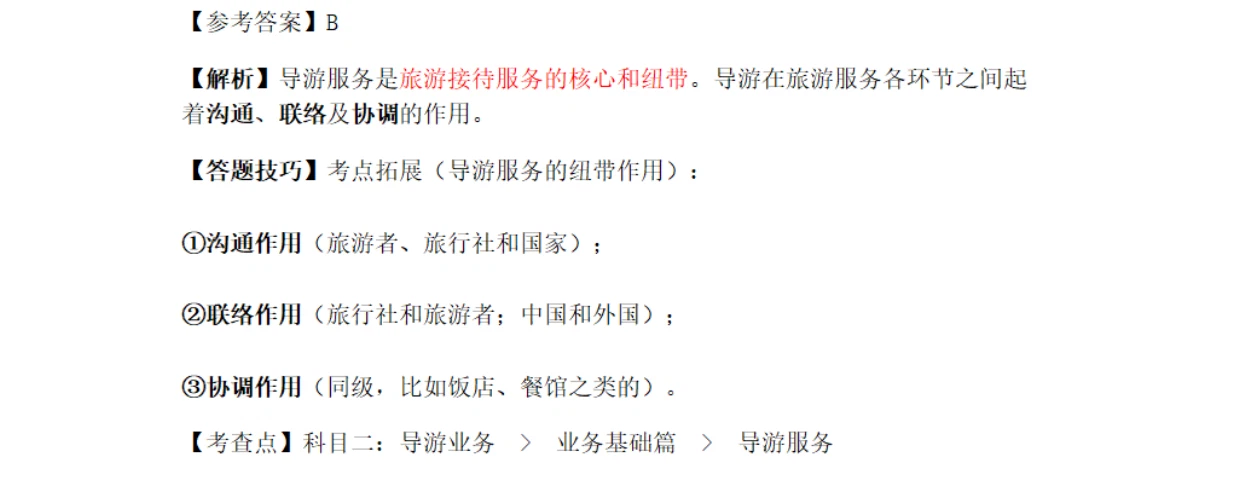 【参考答案】B
【解析】导游服务是旅游接待服务的核心和纽带。导游在旅游服务各环节之间起
着沟通、联络及协调的作用。
【答题技巧】考点拓展（导游服务的纽带作用）：
①沟通作用（旅游者、旅行社和国家）；
②联络作用（旅行社和旅游者；中国和外国）；
③协调作用（同级，比如饭店、餐馆之类的）。
【考查点】科目二：导游业务 > 业务基础篇 > 导游服务